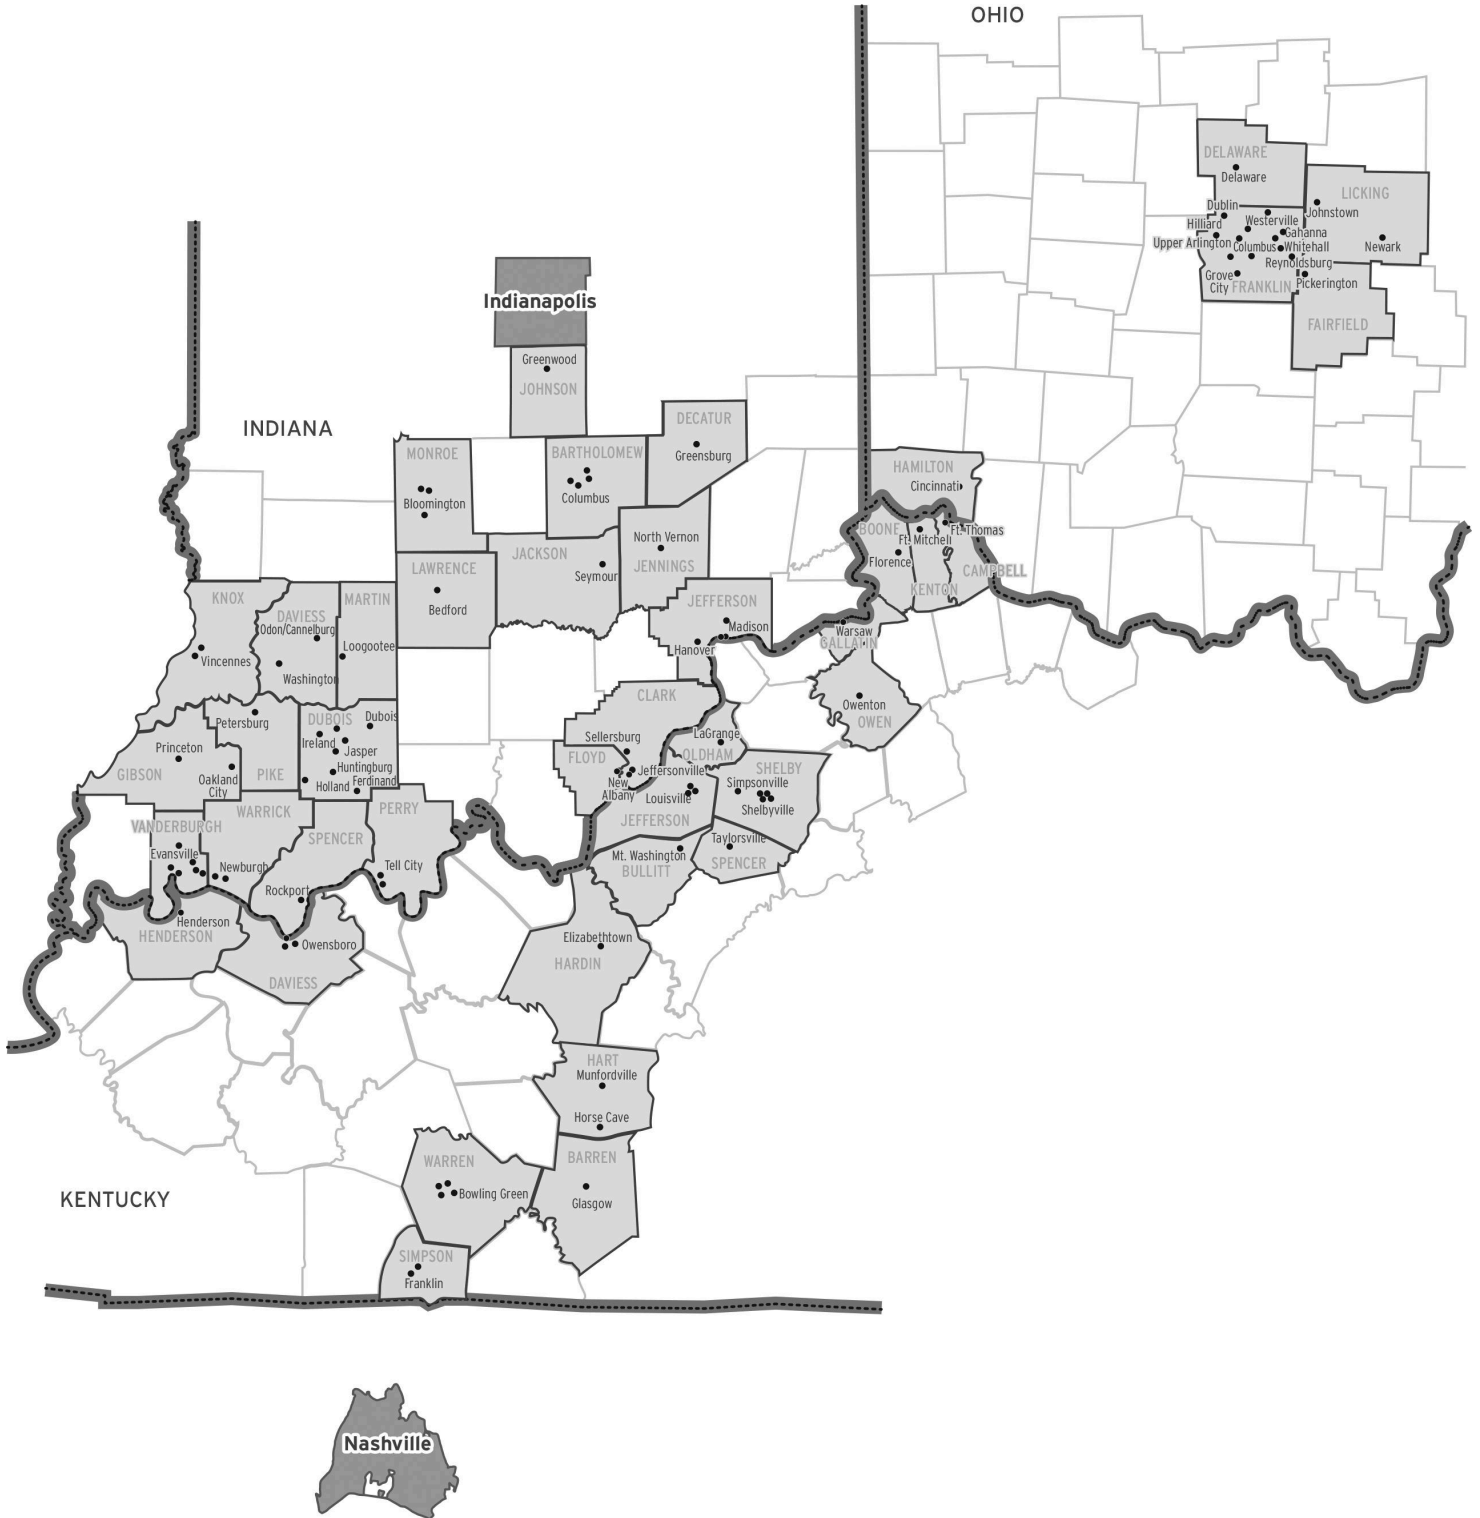 OHIO
DELAWARE
Delaware
LICKING
Dublin
Johnstown
Westerville
Hilliard
Gahanna
Upper Arlington
Columbus
Whitehall
Newark
Reynoldsburg
Grove
City
FRANKLIN
Pickerington
FAIRFIELD
Indianapolis
Greenwood
JOHNSON
INDIANA
DECATUR
Greensburg
MONROE
BARTHOLOMEW
Bloomington
Columbus
HAMILTON
Cincinnati
BOONE
Ft. Thomas
Ft. Mitchell
Florence
CAMPBELL
KENTON
North Vernon
JENNINGS
JACKSON
Seymour
LAWRENCE
Bedford
KNOX
DAVIESS
MARTIN
Odon/Cannelburg
Loogootee
Vincennes
Washington
JEFFERSON
Madison
Hanover
Warsaw
GALLATIN
Owenton
OWEN
CLARK
Sellersburg
LaGrange
OLDHAM
FLOYD
Jeffersonville
New
Albany
Louisville
JEFFERSON
SHELBY
Simpsonville
Shelbyville
Petersburg
DUBOIS
Dubois
Ireland
Jasper
Princeton
Huntingburg
GIBSON
Oakland
City
PIKE
Holland
Ferdinand
WARRICK
PERRY
VANDERBURGH
SPENCER
Evansville
Newburgh
Tell City
Rockport
Taylorsville
SPENCER
Mt. Washington
BULLITT
Henderson
HENDERSON
Owensboro
DAVIESS
Elizabethtown
HARDIN
HART
Munfordville
Horse Cave
BARREN
Glasgow
WARREN
Bowling Green
KENTUCKY
SIMPSON
Franklin
Nashville